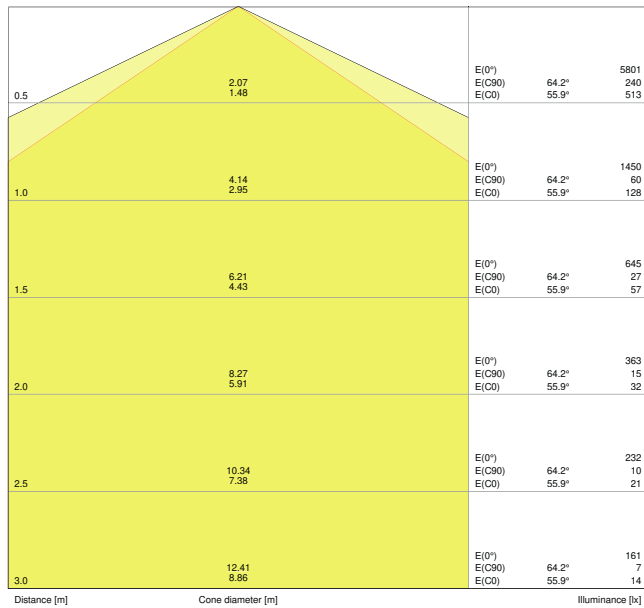 E(0°) 5801
2.07 E(C90) 64.2° 240
0.5 1.48 E(C0) 55.9° 513
E(0°) 1450
4.14 E(C90) 64.2° 60
1.0 2.95 E(C0) 55.9° 128
E(0°) 645
6.21 E(C90) 64.2° 27
1.5 4.43 E(C0) 55.9° 57
E(0°) 363
8.27 E(C90) 64.2° 15
2.0 5.91 E(C0) 55.9° 32
E(0°) 232
10.34 E(C90) 64.2° 10
2.5 7.38 E(C0) 55.9° 21
E(0°) 161
12.41 E(C90) 64.2° 7
3.0 8.86 E(C0) 55.9° 14
Distance [m] Cone diameter [m] Illuminance [lx]